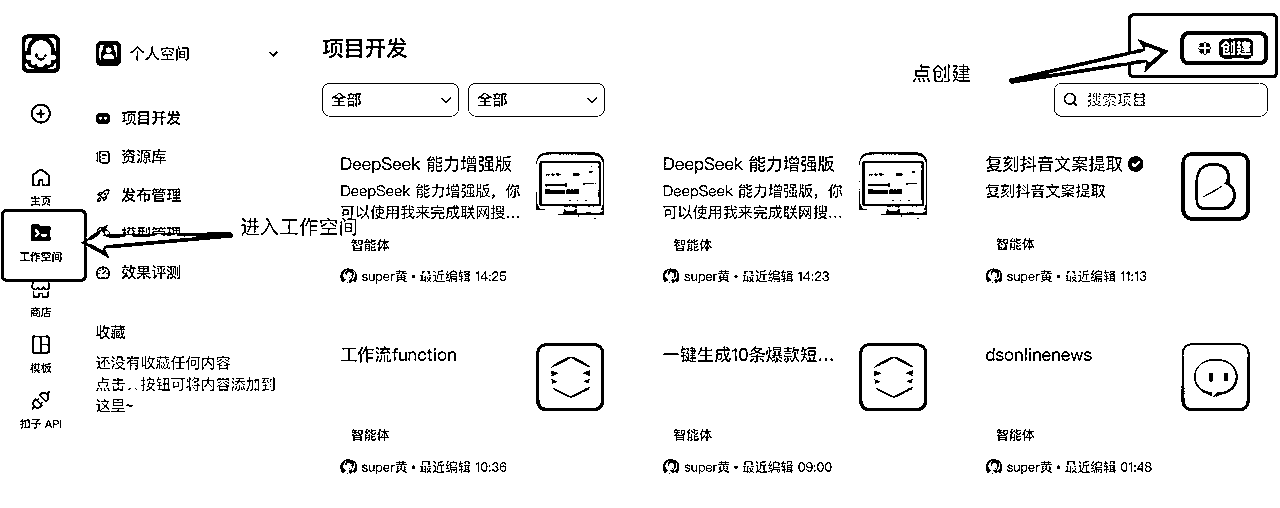 个人空间
项目开发
资源库
发布管理
模型管理
效果评测
收藏
还没有收藏任何内容
点击..按钮可将内容添加到
这里~
主页
工作空间
商店
模板
扣子 API
进入工作空间
项目开发
点创建
创建
全部
全部
搜索项目
DeepSeek 能力增强版
DeepSeek 能力增强版，你
可以使用我来完成联网搜...
智能体
super黄 • 最近编辑 14:25
DeepSeek 能力增强版
DeepSeek 能力增强版，你
可以使用我来完成联网搜...
智能体
super黄 • 最近编辑 14:23
复刻抖音文案提取
复刻抖音文案提取
智能体
super黄 • 最近编辑 11:13
工作流function
智能体
super黄 • 最近编辑 10:36
一键生成10条爆款短...
智能体
super黄 • 最近编辑 09:00
dsonlinenews
智能体
super黄 • 最近编辑 01:48